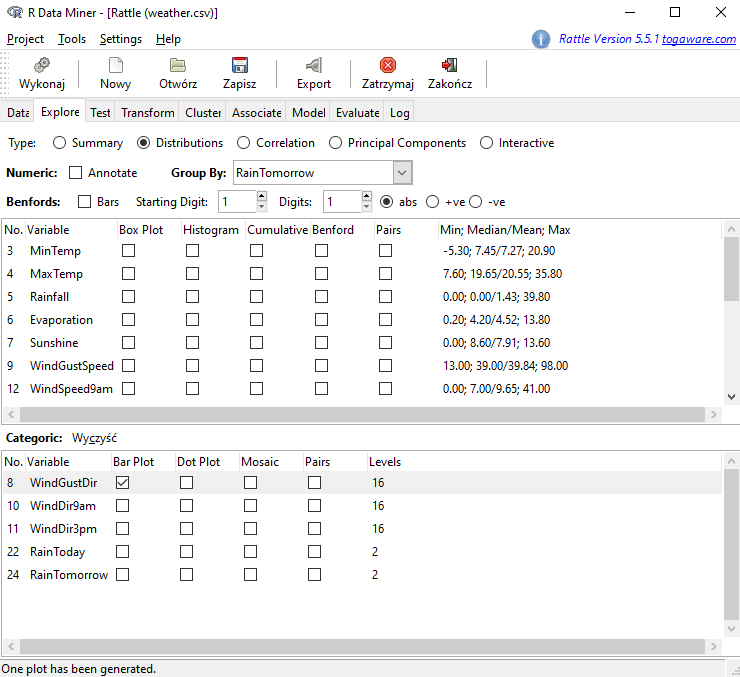 R Data Miner - [Rattle (weather.csv)]
Project Tools Settings Help Rattle Version 5.5.1 togaware.com
Wykonaj Nowy Otwórz Zapisz Export Zatrzymaj Zakończ
Data Explore Test Transform Cluster Associate Model Evaluate Log
Type: Summary Distributions Correlation Principal Components Interactive
Numeric: Annotate Group By: RainTomorrow
Benfords: Bars Starting Digit: 1 Digits: 1 abs +ve -ve
No. Variable Box Plot Histogram Cumulative Benford Pairs Min; Median/Mean; Max
3 MinTemp -5.30; 7.45/7.27; 20.90
4 MaxTemp 7.60; 19.65/20.55; 35.80
5 Rainfall 0.00; 0.00/1.43; 39.80
6 Evaporation 0.20; 4.20/4.52; 13.80
7 Sunshine 0.00; 8.60/7.91; 13.60
9 WindGustSpeed 13.00; 39.00/39.84; 98.00
12 WindSpeed9am 0.00; 7.00/9.65; 41.00
Categoric: Wyczyść
No. Variable Bar Plot Dot Plot Mosaic Pairs Levels
8 WindGustDir 16
10 WindDir9am 16
11 WindDir3pm 16
22 RainToday 2
24 RainTomorrow 2
One plot has been generated.